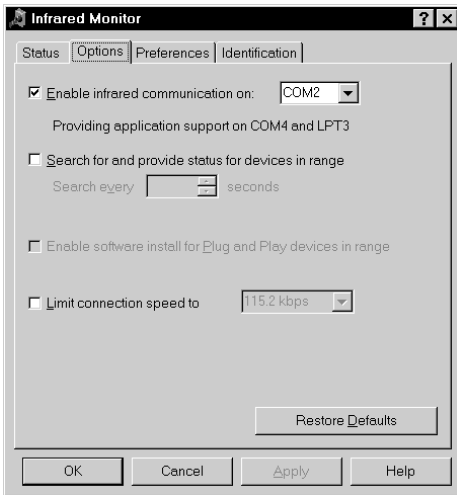 Infrared Monitor
Status Options Preferences Identification
Enable infrared communication on: COM2
Providing application support on COM4 and LPT3
Search for and provide status for devices in range
Search every seconds
Enable software install for Plug and Play devices in range
Limit connection speed to 115.2 kbps
Restore Defaults
OK Cancel Apply Help